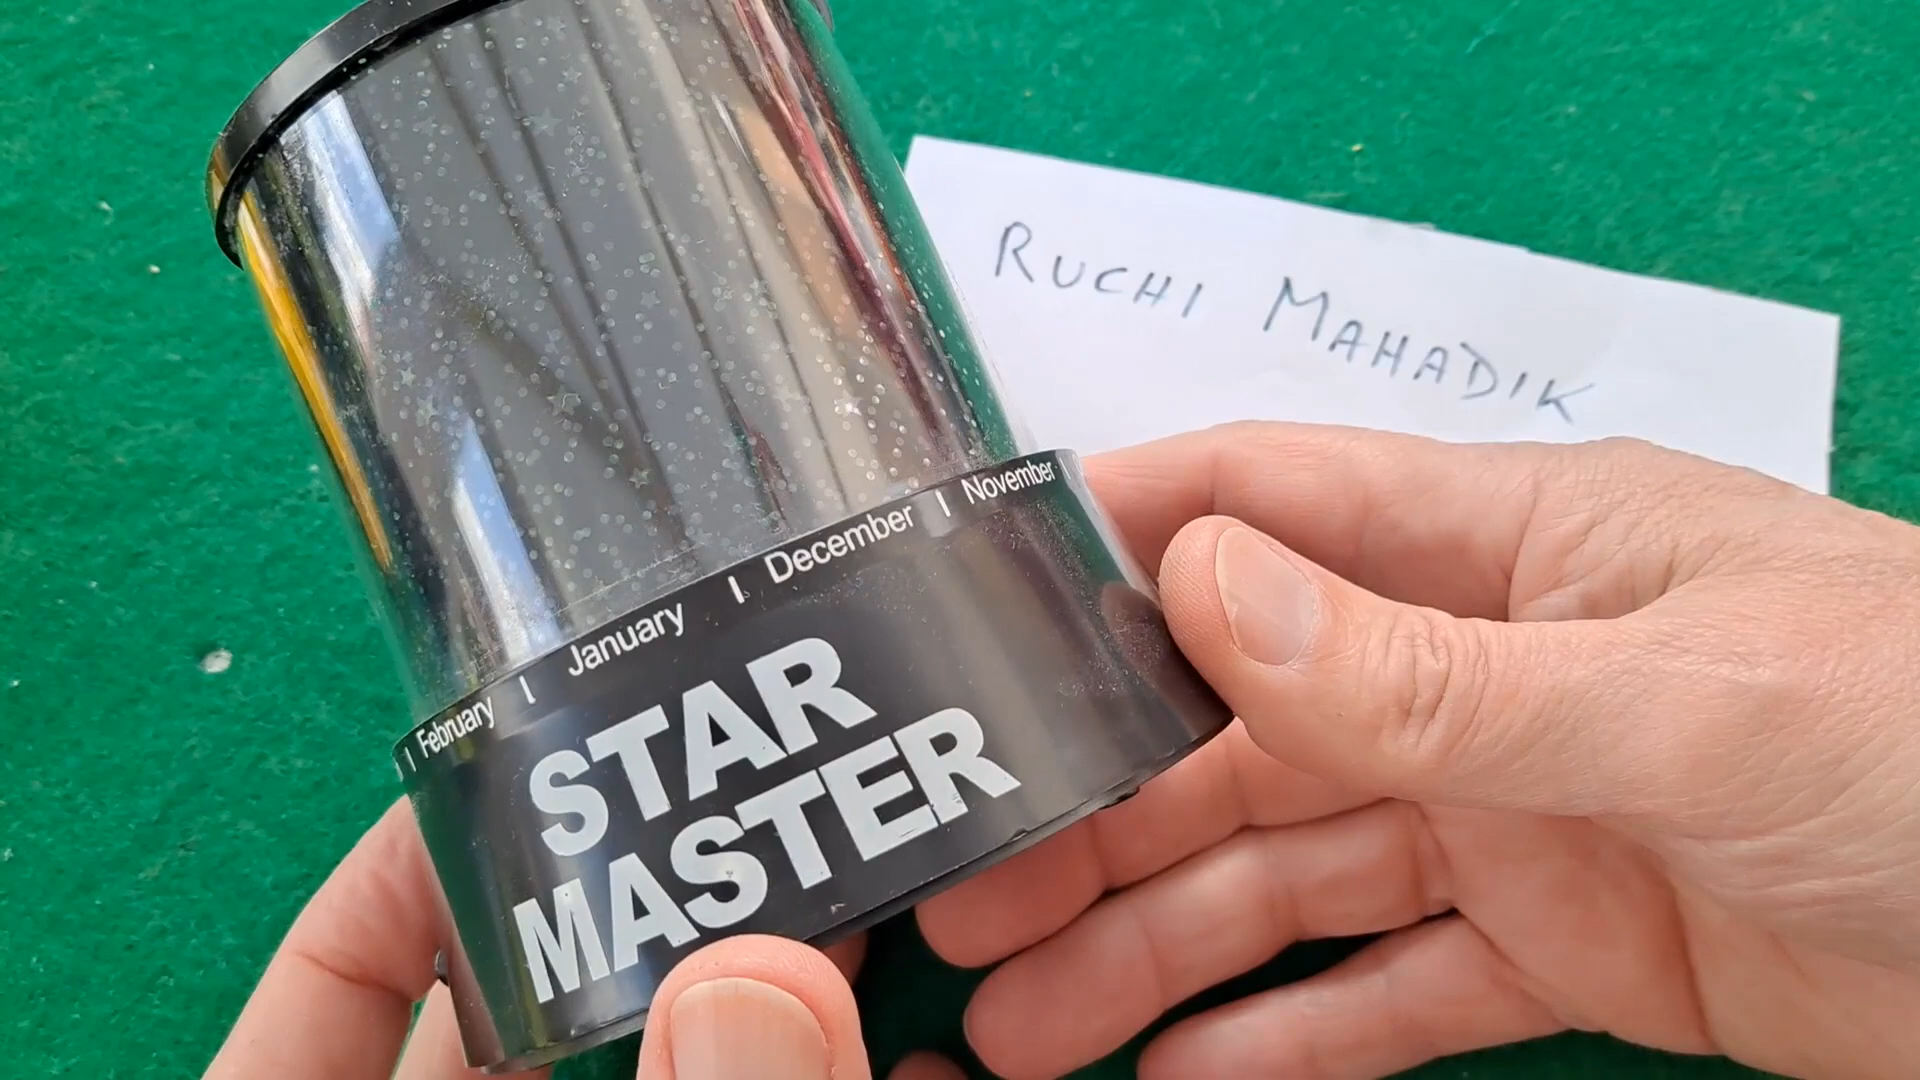 RUCHI MAHADIK
February | January | December | November
STAR
MASTER